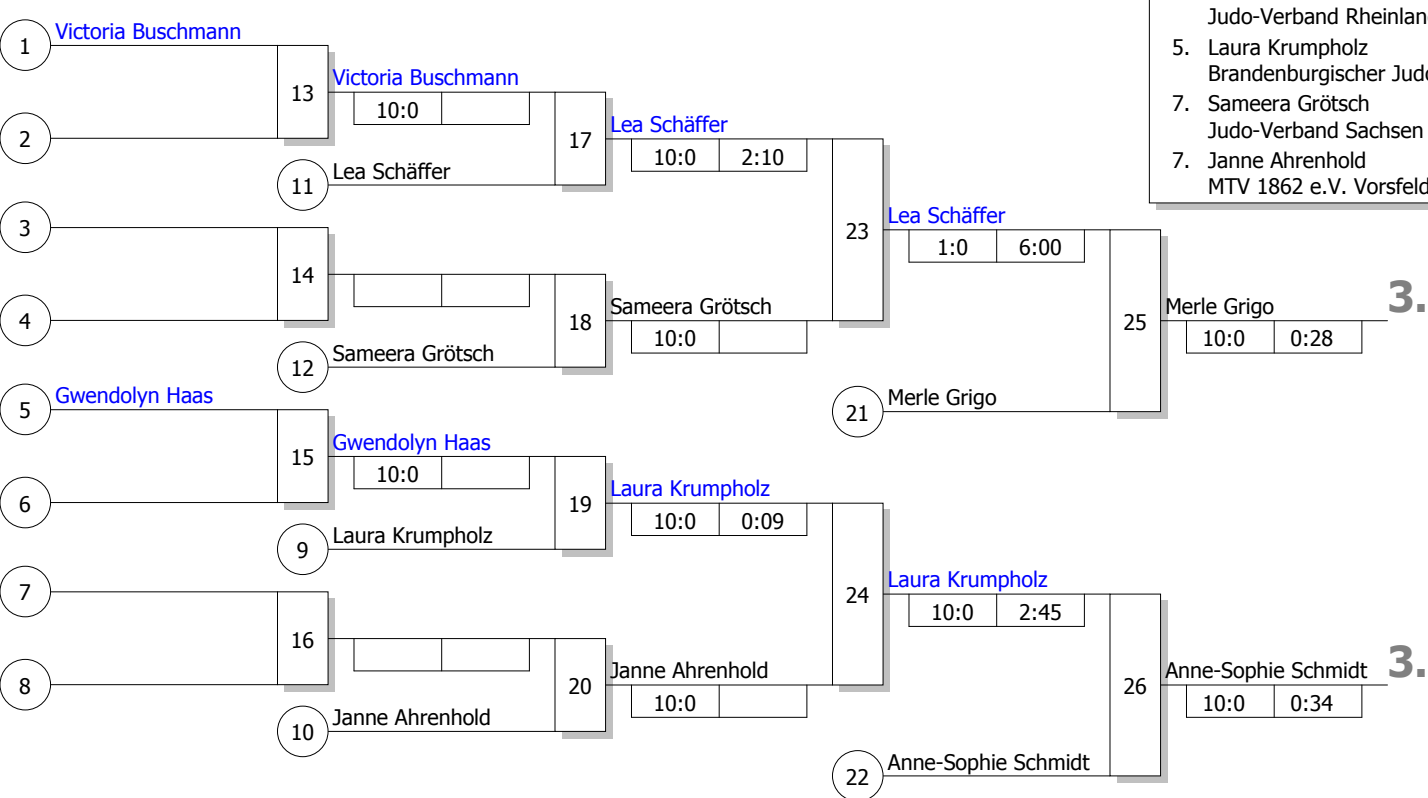 Judo-Verband Rheinlan
5. Laura Krumpholz
Brandenburgischer Jud
7. Sameera Grötsch
Judo-Verband Sachsen
7. Janne Ahrenhold
MTV 1862 e.V. Vorsfeld
1 Victoria Buschmann
13 Victoria Buschmann
10:0
2
17 Lea Schäffer
10:0 2:10
11 Lea Schäffer
3
23 Lea Schäffer
1:0 6:00
14
4
18 Sameera Grötsch
10:0
12 Sameera Grötsch
25 Merle Grigo 3.
10:0 0:28
21 Merle Grigo
5 Gwendolyn Haas
15 Gwendolyn Haas
10:0
6
19 Laura Krumpholz
10:0 0:09
9 Laura Krumpholz
7
24 Laura Krumpholz
10:0 2:45
16
8
20 Janne Ahrenhold
10:0
10 Janne Ahrenhold
26 Anne-Sophie Schmidt 3.
10:0 0:34
22 Anne-Sophie Schmidt